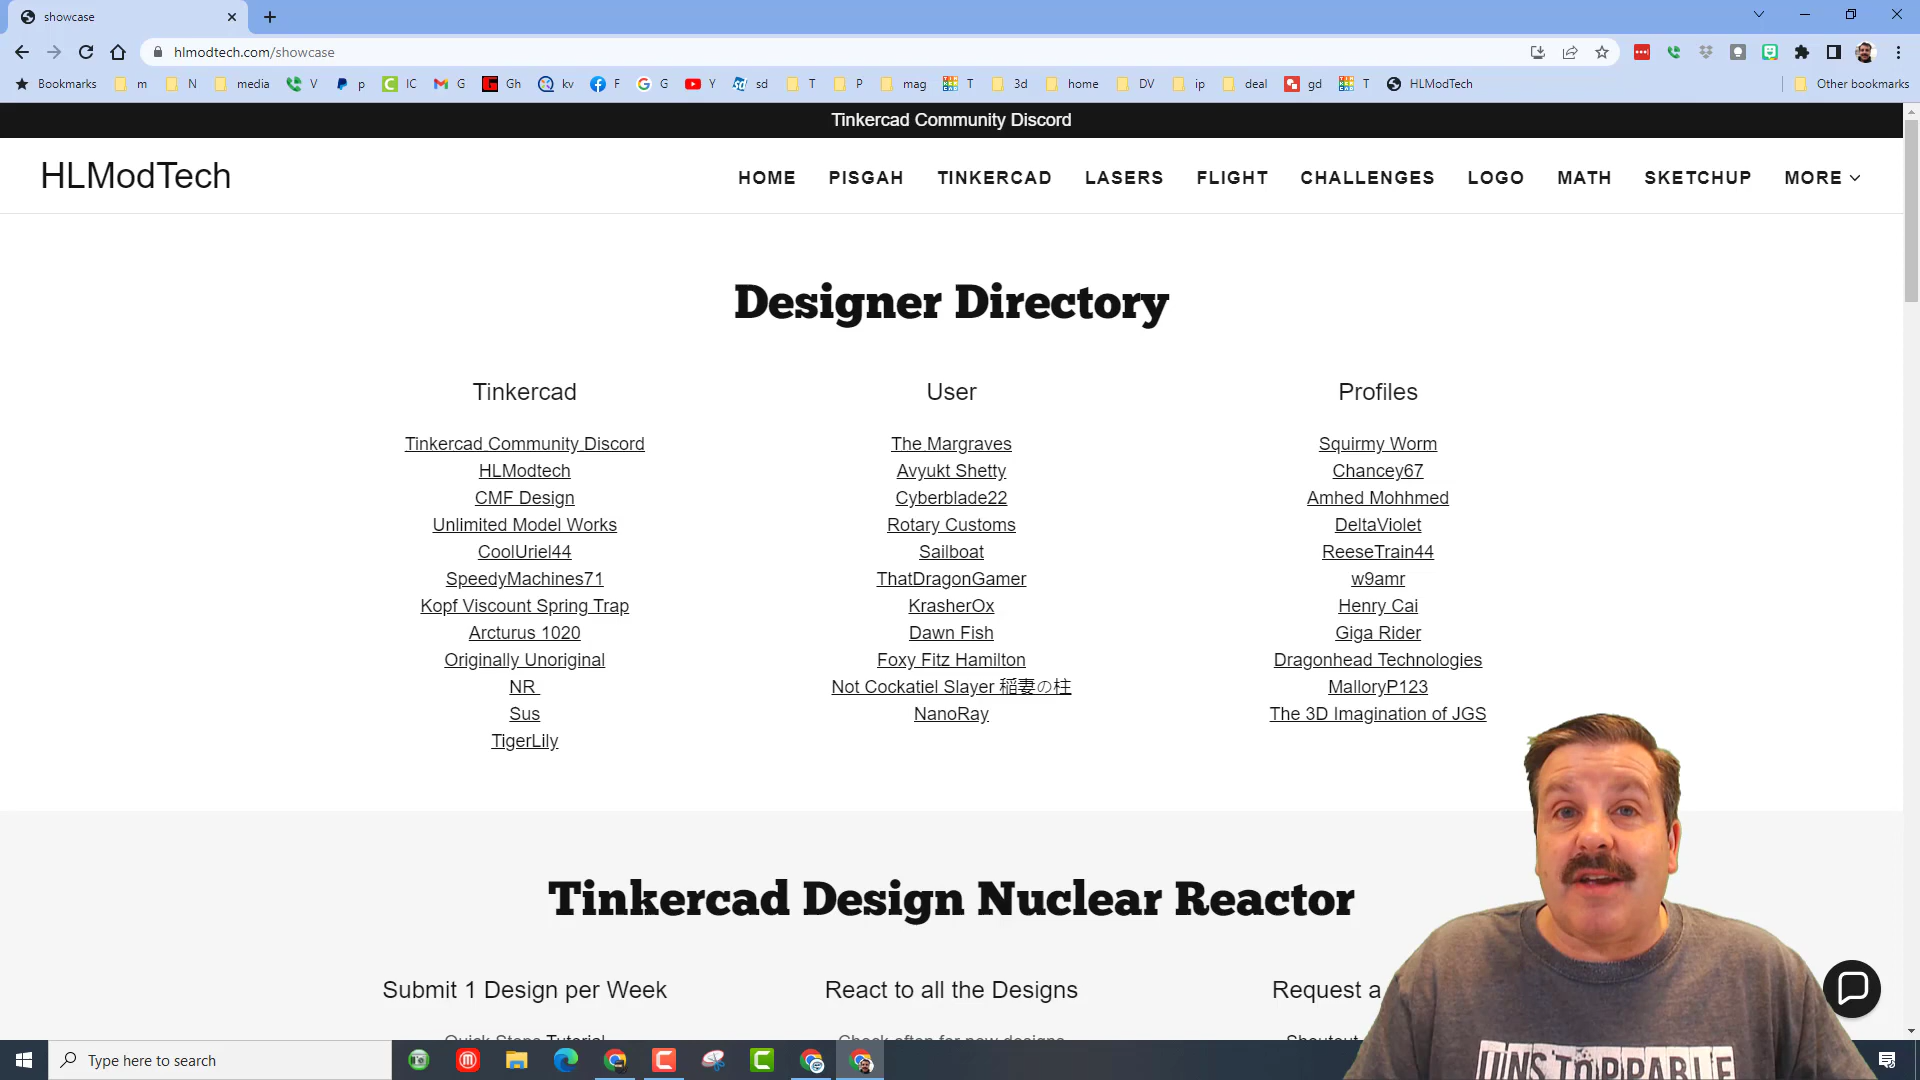 showcase
hlmodtech.com/showcase
Bookmarks m N media V p IC G Gh kv F G Y sd T P mag T 3d home DV ip deal gd T HLModTech Other bookmarks
Tinkercad Community Discord
HLModTech
HOME PISGAH TINKERCAD LASERS FLIGHT CHALLENGES LOGO MATH SKETCHUP MORE
Designer Directory
Tinkercad
Tinkercad Community Discord
HLModtech
CMF Design
Unlimited Model Works
CoolUriel44
SpeedyMachines71
Kopf Viscount Spring Trap
Arcturus 1020
Originally Unoriginal
NR
Sus
TigerLily
User
The Margraves
Avyukt Shetty
Cyberblade22
Rotary Customs
Sailboat
ThatDragonGamer
KrasherOx
Dawn Fish
Foxy Fitz Hamilton
Not Cockatiel Slayer 稲妻の柱
NanoRay
Profiles
Squirmy Worm
Chancey67
Amhed Mohhmed
DeltaViolet
ReeseTrain44
w9amr
Henry Cai
Giga Rider
Dragonhead Technologies
MalloryP123
The 3D Imagination of JGS
Tinkercad Design Nuclear Reactor
Submit 1 Design per Week
Quick Steps Tutorial
React to all the Designs
Check often for new designs
Request a
Shoutout
UNSTOPPABLE
Type here to search